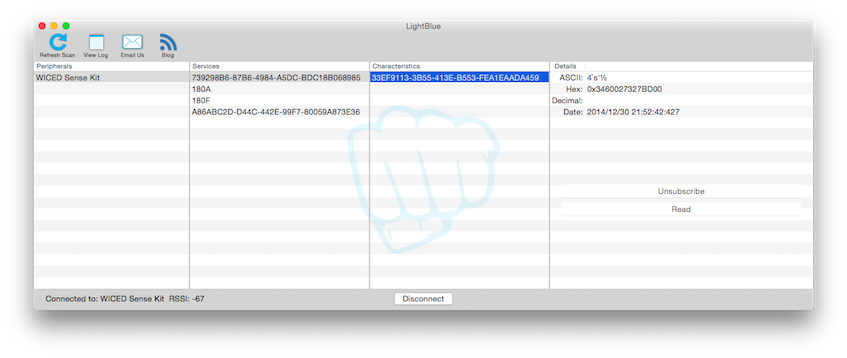 LightBlue
Refresh Scan View Log Email Us Blog
Peripherals Services Characteristics Details
WICED Sense Kit 739298B6-87B6-4984-A5DC-BDC18B068985 33EF9113-3B55-413E-B553-FEA1EAADA459 ASCII: 4`s'½
180A Hex: 0x3460027327BD00
180F Decimal:
A86ABC2D-D44C-442E-99F7-80059A873E36 Date: 2014/12/30 21:52:42:427
Unsubscribe
Read
Connected to: WICED Sense Kit RSSI: -67 Disconnect